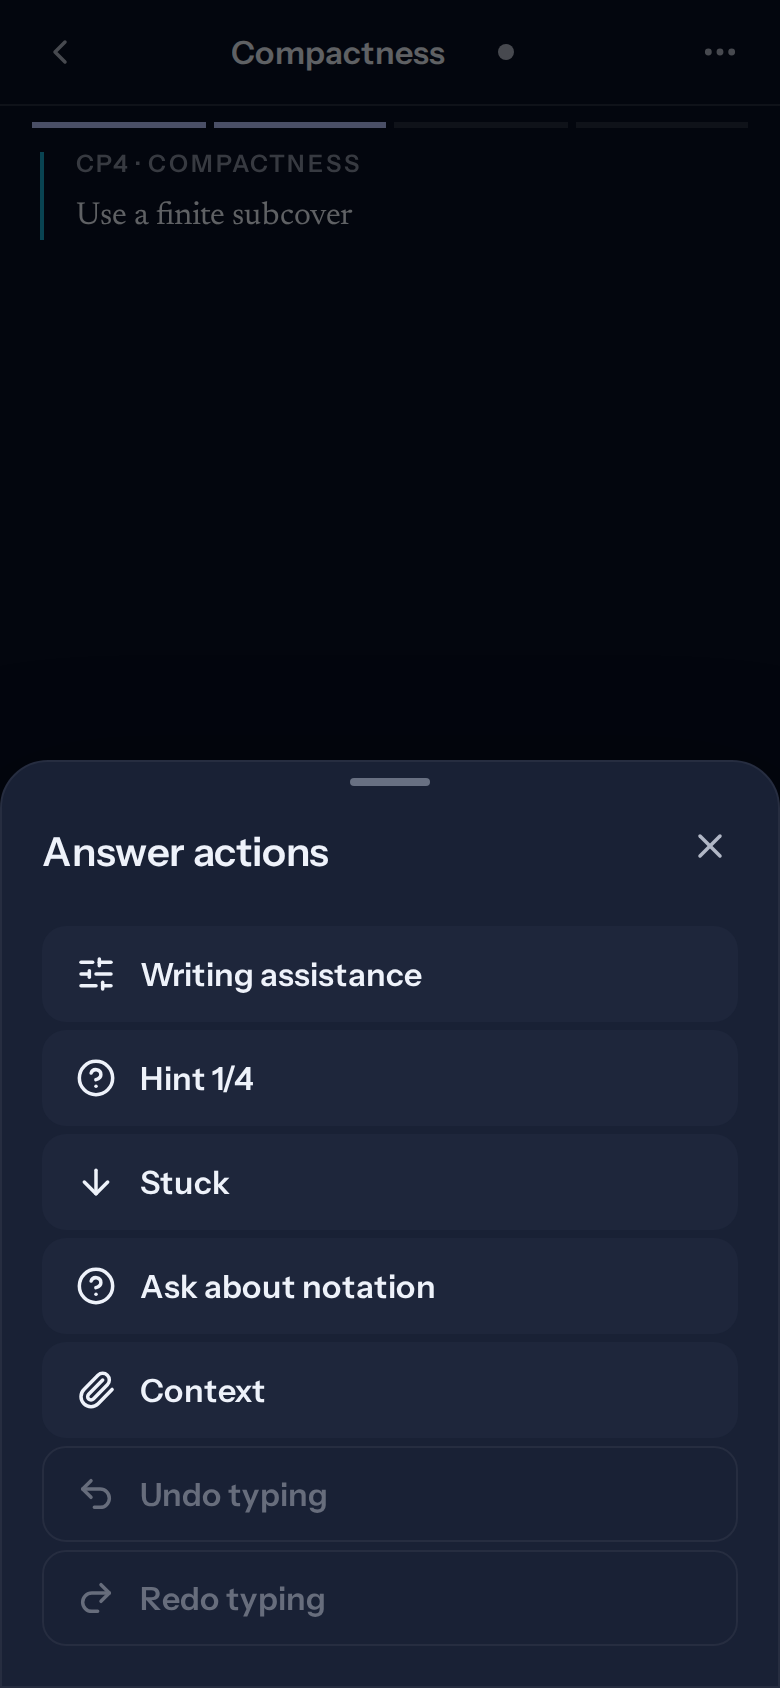 Compactness
CP4 · COMPACTNESS
Use a finite subcover
Answer actions
Writing assistance
Hint 1/4
Stuck
Ask about notation
Context
Undo typing
Redo typing